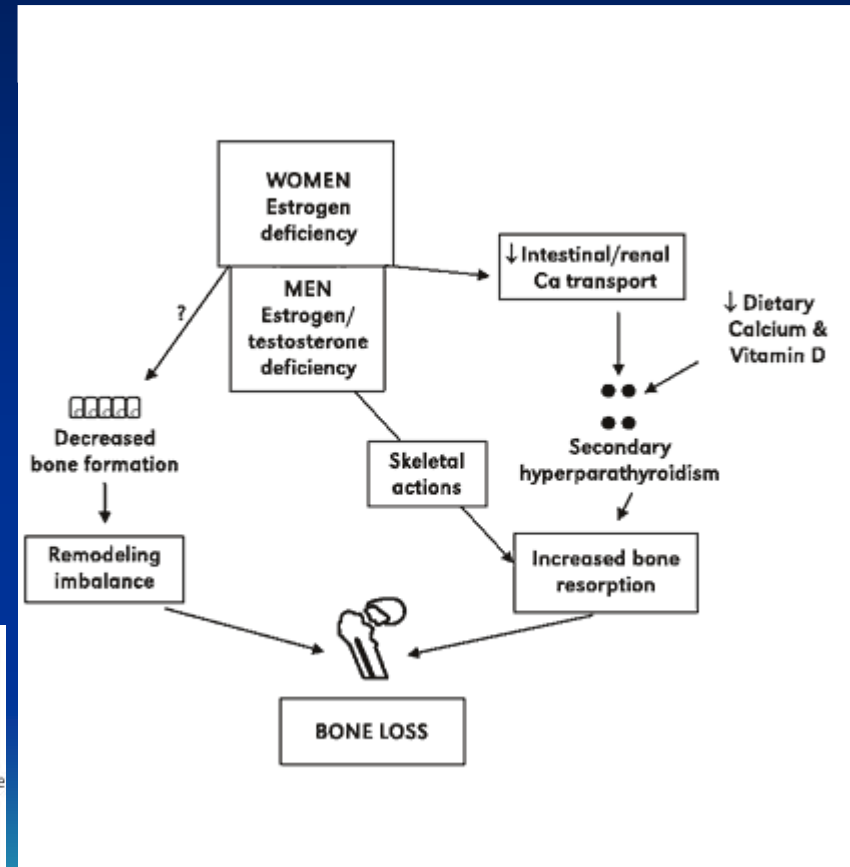 WOMEN
Estrogen
deficiency
MEN
Estrogen/
testosterone
deficiency
?
↓ Intestinal/renal
Ca transport
↓ Dietary
Calcium &
Vitamin D
Decreased
bone formation
Skeletal
actions
Secondary
hyperparathyroidism
Remodeling
imbalance
Increased bone
resorption
BONE LOSS
e